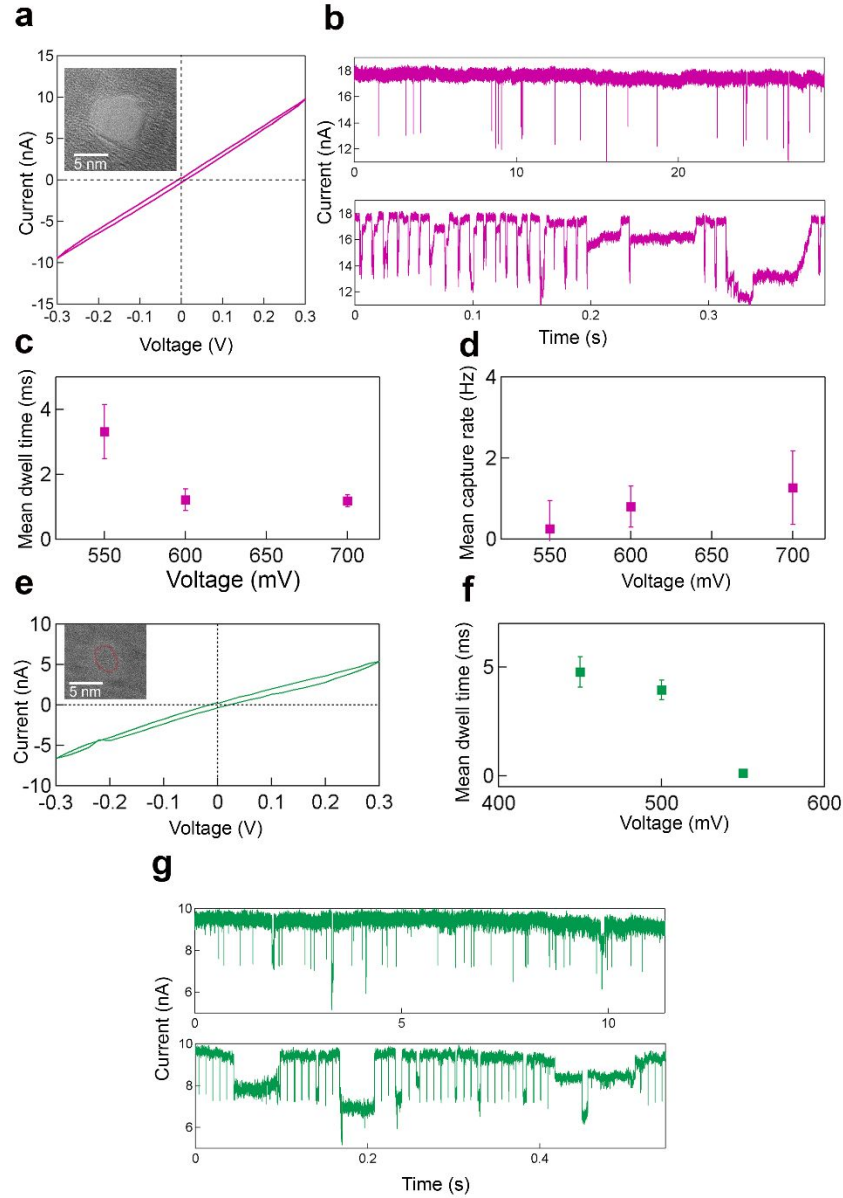 a
15
10
5
0
-5
-10
-15
Current (nA)
5 nm
-0.3 -0.2 -0.1 0 0.1 0.2 0.3
Voltage (V)
b
18
16
14
12
0 10 20
Current (nA)
18
16
14
12
0 0.1 0.2 0.3
Time (s)
c
4
2
0
Mean dwell time (ms)
550 600 650 700
Voltage (mV)
d
4
2
0
Mean capture rate (Hz)
550 600 650 700
Voltage (mV)
e
10
5
0
-5
-10
Current (nA)
5 nm
-0.3 -0.2 -0.1 0 0.1 0.2 0.3
Voltage (V)
f
5
0
Mean dwell time (ms)
400 500 600
Voltage (mV)
g
10
8
6
0 5 10
Current (nA)
10
8
6
0 0.2 0.4
Time (s)